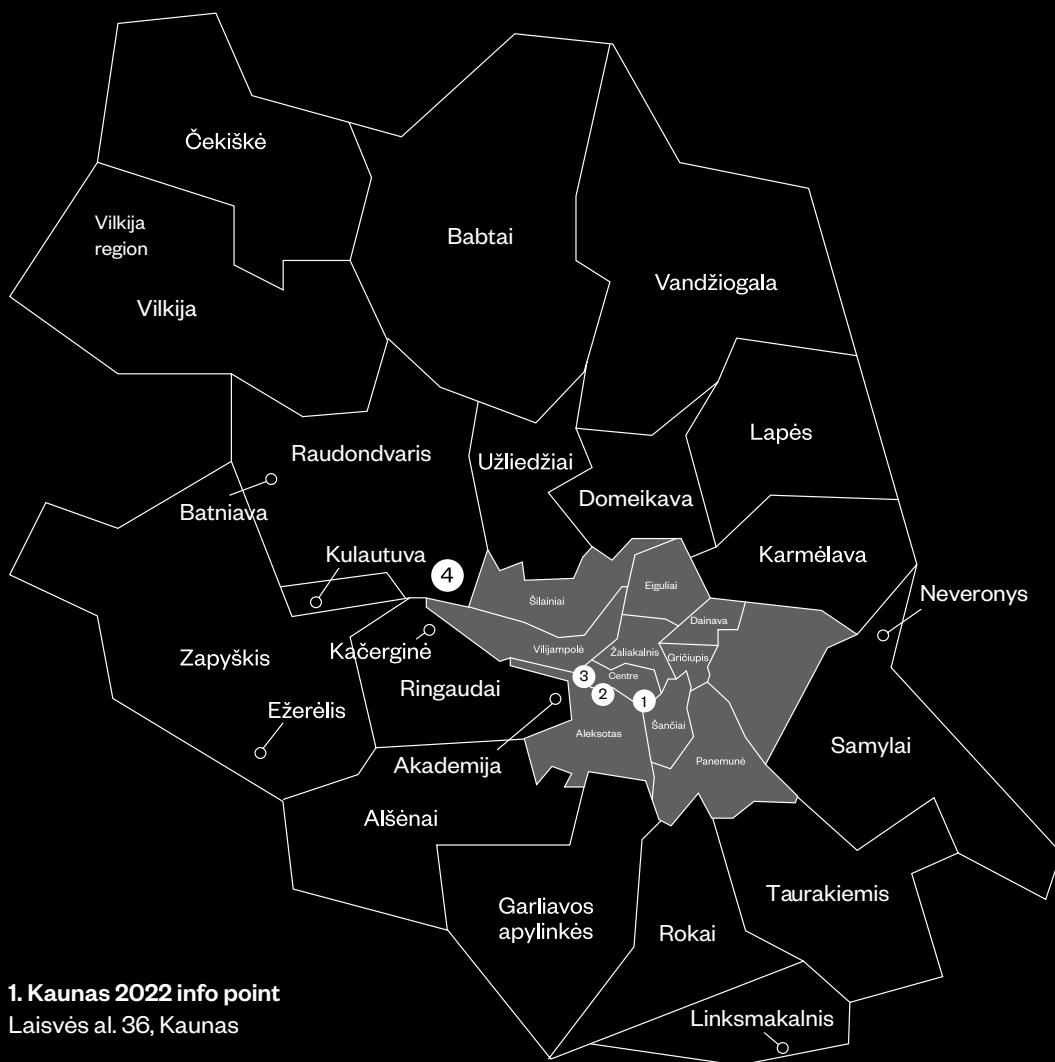 Čekiškė
Vilkija
region
Babtai
Vandžiogala
Vilkija
Lapės
Raudondvaris
Užliedžiai
Domeikava
Batniava
Karmėlava
Kulautuva
4
Eiguliai
Neveronys
Šilainiai
Dainava
Kačerginė
Vilijampolė
Žaliakalnis
Gričiupis
Zapyškis
Ringaudai
3
Centre
2
1
Ežerėlis
Šančiai
Aleksotas
Akademija
Panemunė
Samylai
Alšėnai
Garliavos
apylinkės
Taurakiemis
Rokai
1. Kaunas 2022 info point
Laisvės al. 36, Kaunas
Linksmakalnis